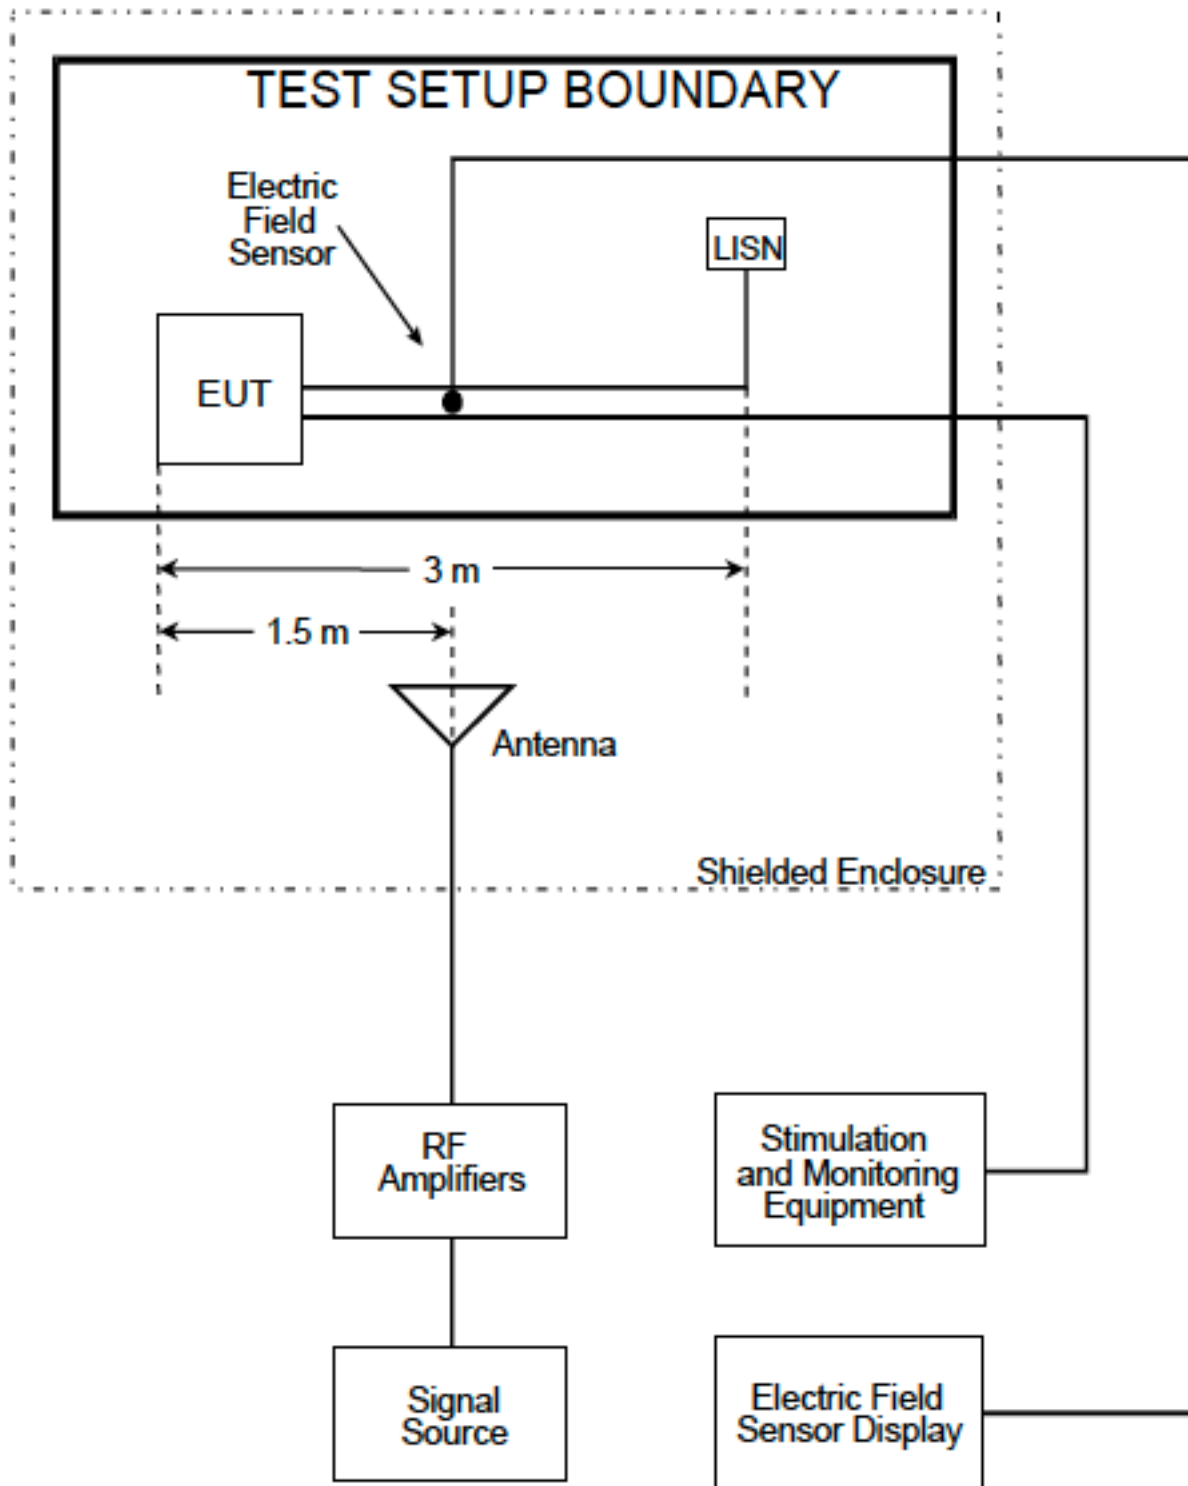 TEST SETUP BOUNDARY
Electric
Field
Sensor
LISN
EUT
3 m
1.5 m
Antenna
Shielded Enclosure
RF
Amplifiers
Stimulation
and Monitoring
Equipment
Signal
Source
Electric Field
Sensor Display